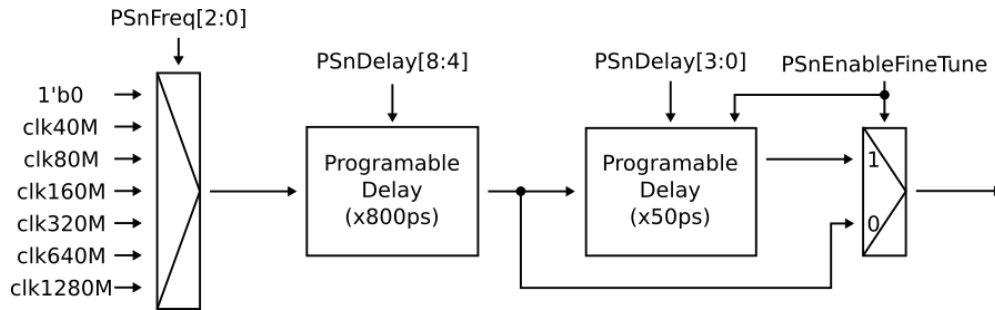 PSnFreq[2:0]
PSnDelay[8:4]
PSnDelay[3:0]
PSnEnableFineTune
1'b0
clk40M
clk80M
clk160M
clk320M
clk640M
clk1280M
Programable
Delay
(x800ps)
Programable
Delay
(x50ps)
1
0